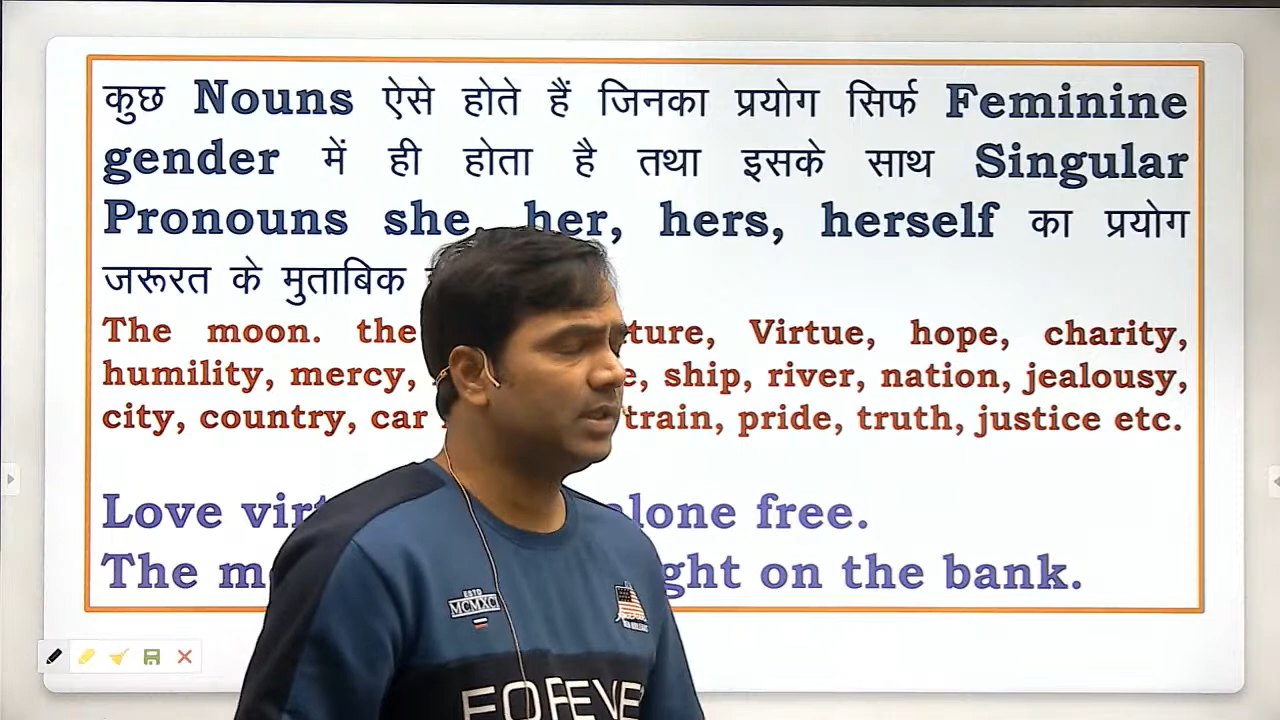 कुछ Nouns ऐसे होते हैं जिनका प्रयोग सिर्फ Feminine
gender में ही होता है तथा इसके साथ Singular
Pronouns she, her, hers, herself का प्रयोग
जरूरत के मुताबिक
The moon. the ture, Virtue, hope, charity,
humility, mercy, e, ship, river, nation, jealousy,
city, country, car train, pride, truth, justice etc.
Love alone free.
The ght on the bank.
ESTD
MCMXC
FOREVE